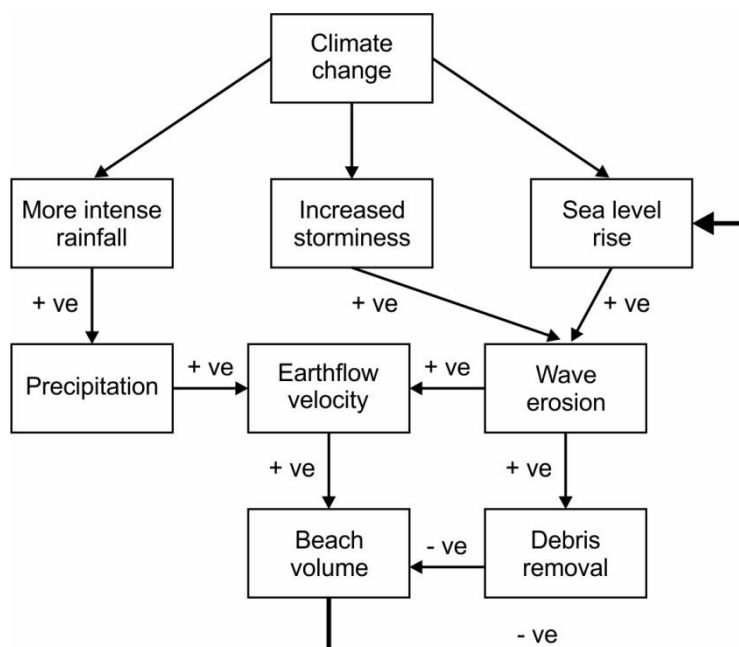 Climate
change
More intense
rainfall
Increased
storminess
Sea level
rise
+ ve
+ ve
+ ve
Precipitation
+ ve
Earthflow
velocity
+ ve
Wave
erosion
+ ve
+ ve
Beach
volume
- ve
Debris
removal
- ve